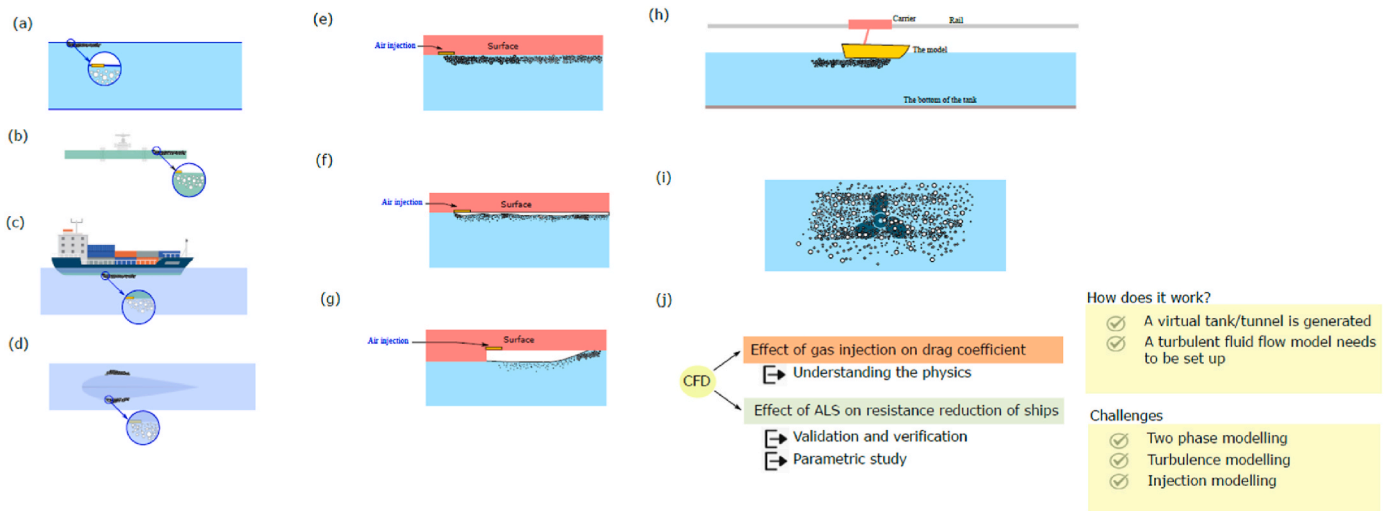 (a)
(b)
(c)
(d)
(e)
Air injection
Surface
(f)
Air injection
Surface
(g)
Air injection
Surface
(h)
Carrier
Rail
The model
The bottom of the tank
(i)
(j)
CFD
Effect of gas injection on drag coefficient
Understanding the physics
Effect of ALS on resistance reduction of ships
Validation and verification
Parametric study
How does it work?
A virtual tank/tunnel is generated
A turbulent fluid flow model needs
to be set up
Challenges
Two phase modelling
Turbulence modelling
Injection modelling